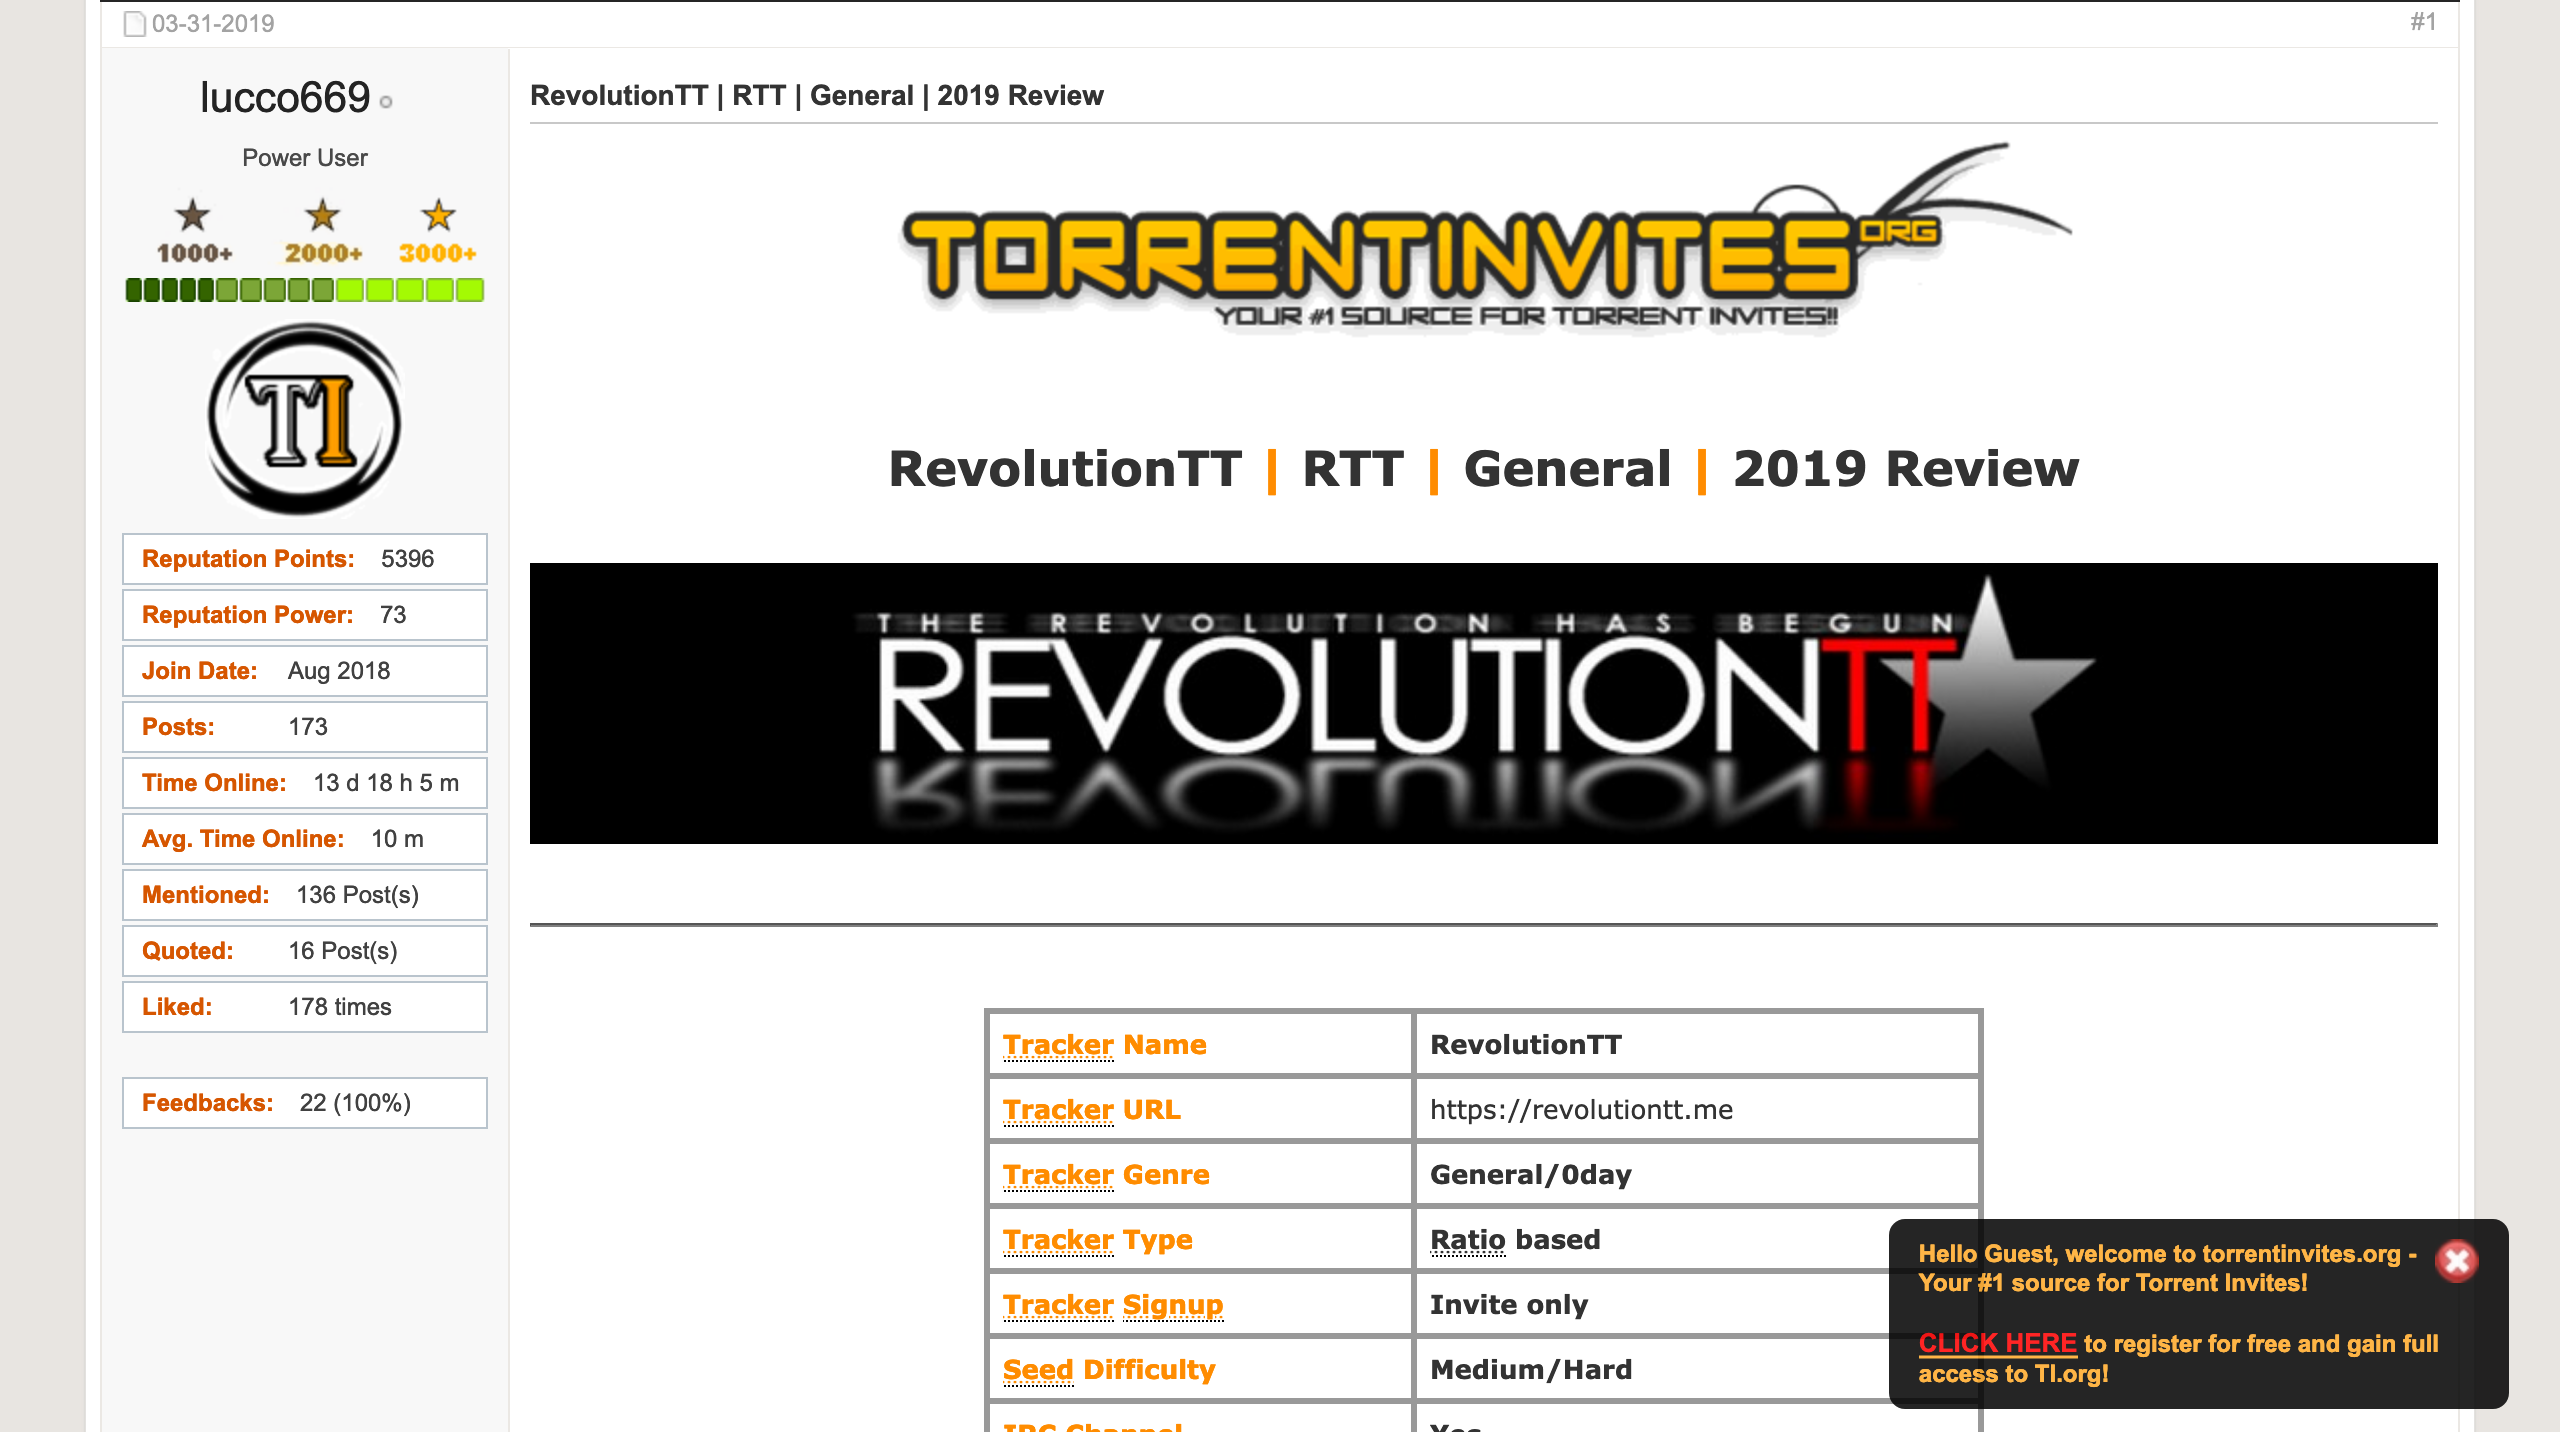 03-31-2019
#1
lucco669
Power User
1000+ 2000+ 3000+
TI
Reputation Points: 5396
Reputation Power: 73
Join Date: Aug 2018
Posts: 173
Time Online: 13 d 18 h 5 m
Avg. Time Online: 10 m
Mentioned: 136 Post(s)
Quoted: 16 Post(s)
Liked: 178 times
Feedbacks: 22 (100%)
RevolutionTT | RTT | General | 2019 Review
TORRENTINVITES ORG
YOUR #1 SOURCE FOR TORRENT INVITES!!
RevolutionTT | RTT | General | 2019 Review
THE REVOLUTION HAS BEGUN
REVOLUTIONTT
Tracker Name RevolutionTT
Tracker URL https://revolutiontt.me
Tracker Genre General/0day
Tracker Type Ratio based
Tracker Signup Invite only
Seed Difficulty Medium/Hard
IRC Channel Yes
Hello Guest, welcome to torrentinvites.org -
Your #1 source for Torrent Invites!
CLICK HERE to register for free and gain full
access to TI.org!